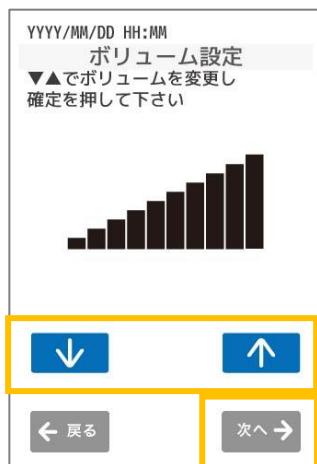 YYYY/MM/DD HH:MM
ボリューム設定
▼▲でボリュームを変更し
確定を押して下さい
↓ ↑
← 戻る 次へ →